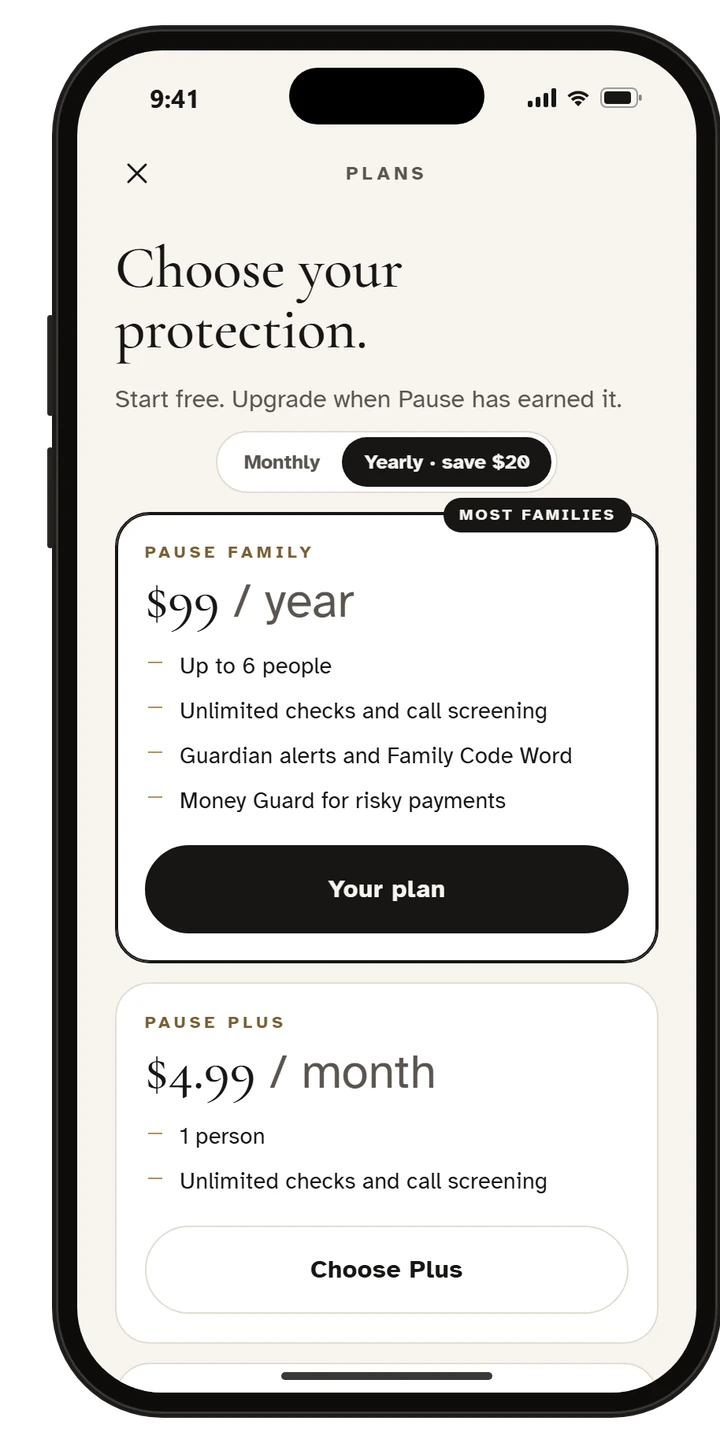 9:41
PLANS
Choose your
protection.
Start free. Upgrade when Pause has earned it.
Monthly
Yearly · save $20
MOST FAMILIES
PAUSE FAMILY
$99 / year
— Up to 6 people
— Unlimited checks and call screening
— Guardian alerts and Family Code Word
— Money Guard for risky payments
Your plan
PAUSE PLUS
$4.99 / month
— 1 person
— Unlimited checks and call screening
Choose Plus